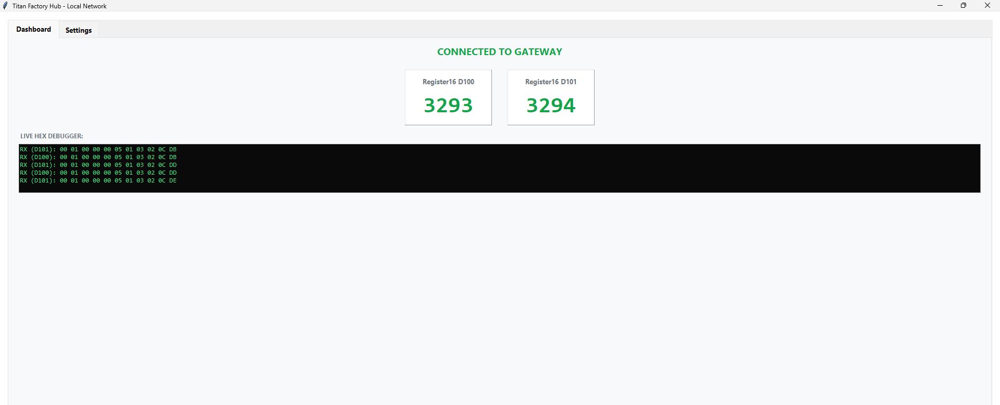 Titan Factory Hub - Local Network
Dashboard Settings
CONNECTED TO GATEWAY
Register16 D100 Register16 D101
3293 3294
LIVE HEX DEBUGGER:
RX (D101): 00 01 00 00 00 05 01 03 02 0C DB
RX (D100): 00 01 00 00 00 05 01 03 02 0C DB
RX (D101): 00 01 00 00 00 05 01 03 02 0C DD
RX (D100): 00 01 00 00 00 05 01 03 02 0C DD
RX (D101): 00 01 00 00 00 05 01 03 02 0C DE